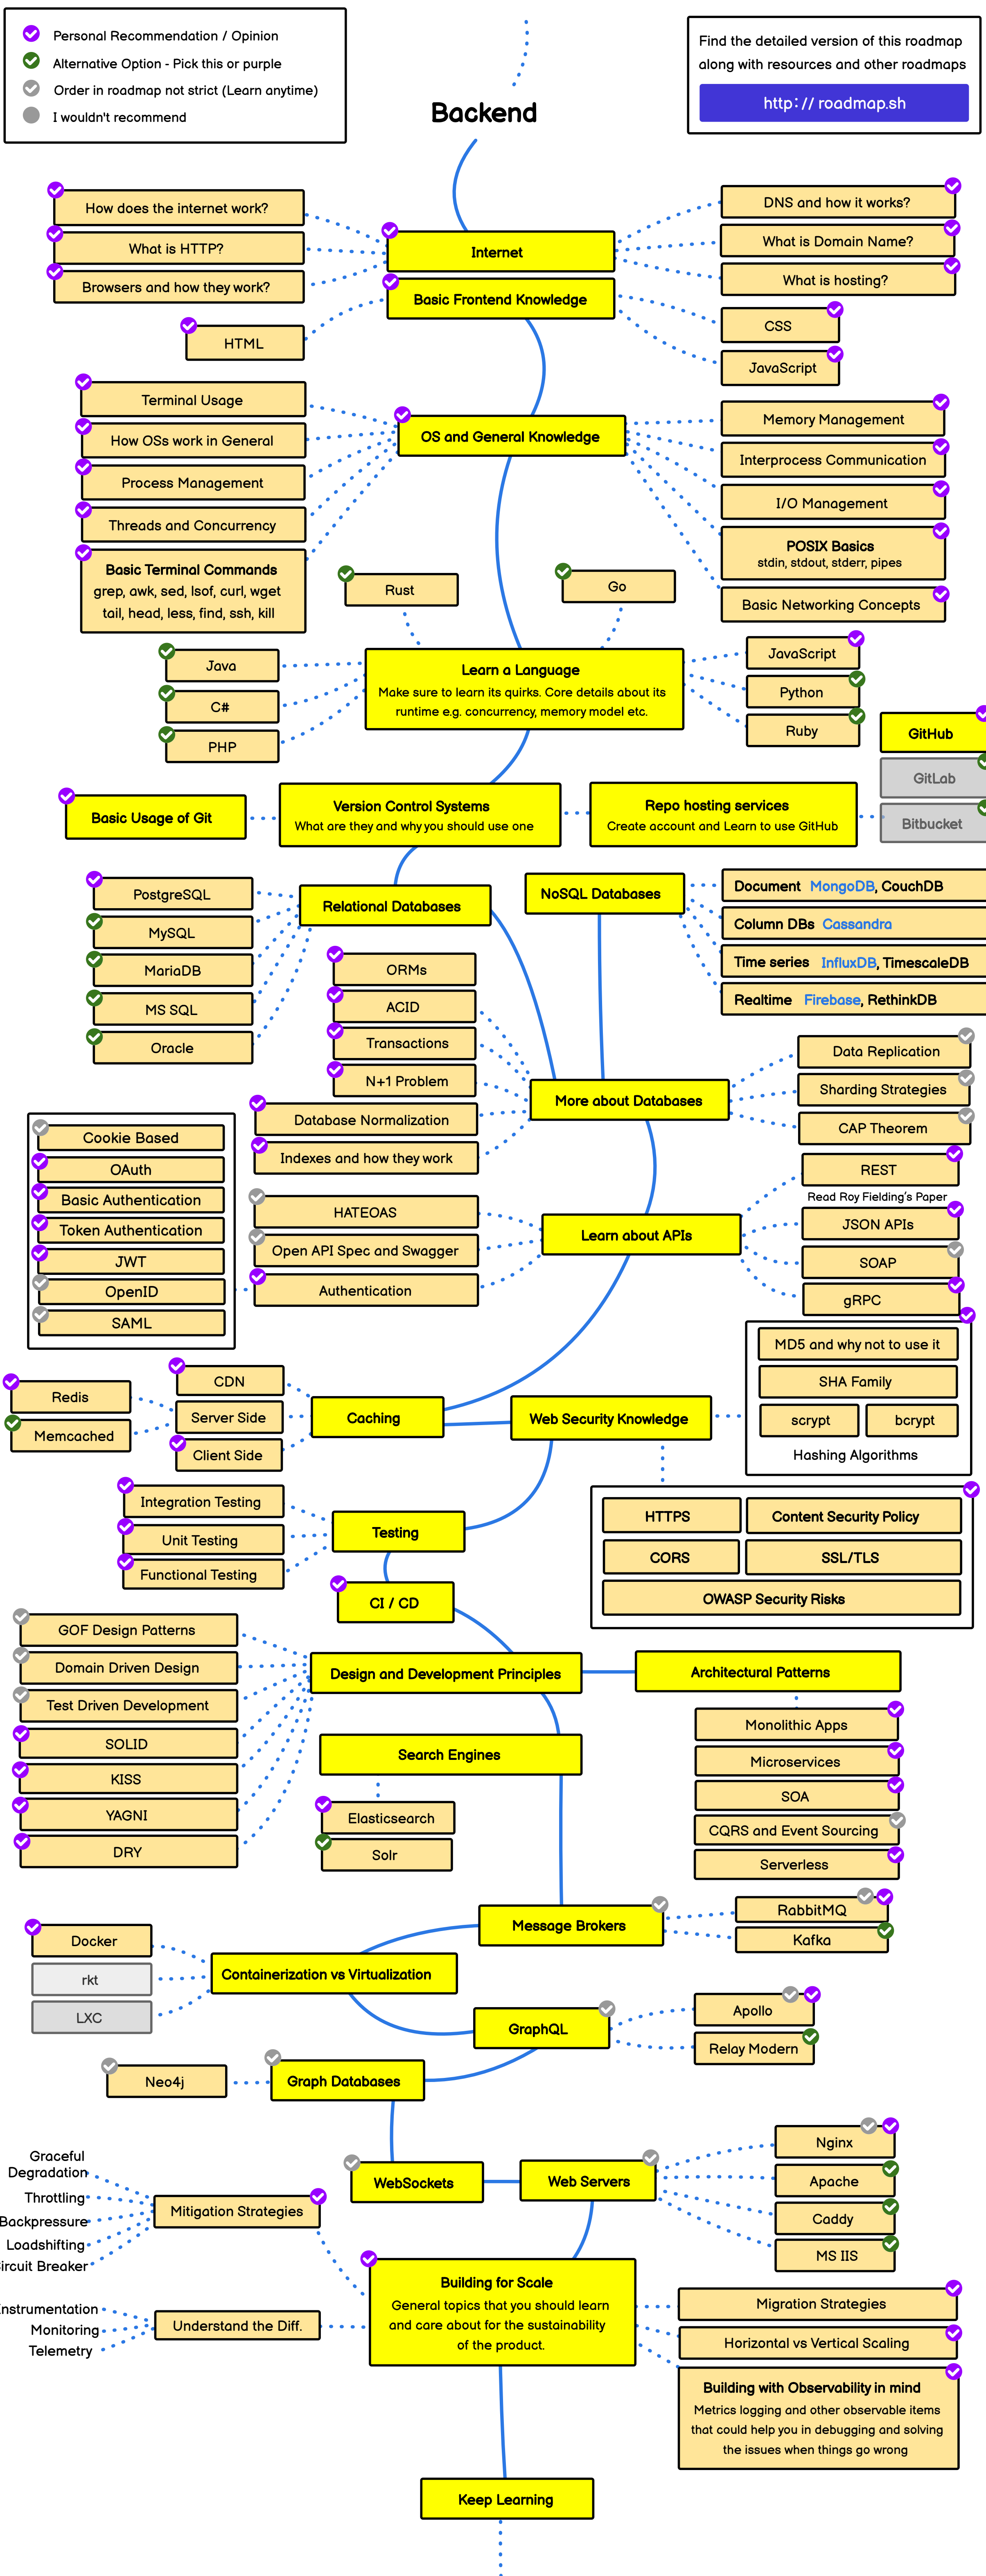 Personal Recommendation / Opinion
Alternative Option - Pick this or purple
Order in roadmap not strict (Learn anytime)
I wouldn't recommend
Find the detailed version of this roadmap
along with resources and other roadmaps
http://roadmap.sh
Backend
How does the internet work?
What is HTTP?
Browsers and how they work?
Internet
DNS and how it works?
What is Domain Name?
What is hosting?
Basic Frontend Knowledge
HTML
CSS
JavaScript
Terminal Usage
How OSs work in General
Process Management
Threads and Concurrency
Basic Terminal Commands
grep, awk, sed, lsof, curl, wget
tail, head, less, find, ssh, kill
OS and General Knowledge
Memory Management
Interprocess Communication
I/O Management
POSIX Basics
stdin, stdout, stderr, pipes
Basic Networking Concepts
Rust
Go
Java
C#
PHP
Learn a Language
Make sure to learn its quirks. Core details about its
runtime e.g. concurrency, memory model etc.
JavaScript
Python
Ruby
Basic Usage of Git
Version Control Systems
What are they and why you should use one
Repo hosting services
Create account and Learn to use GitHub
GitHub
GitLab
Bitbucket
PostgreSQL
MySQL
MariaDB
MS SQL
Oracle
Relational Databases
NoSQL Databases
Document MongoDB, CouchDB
Column DBs Cassandra
Time series InfluxDB, TimescaleDB
Realtime Firebase, RethinkDB
ORMs
ACID
Transactions
N+1 Problem
Database Normalization
Indexes and how they work
More about Databases
Data Replication
Sharding Strategies
CAP Theorem
Cookie Based
OAuth
Basic Authentication
Token Authentication
JWT
OpenID
SAML
HATEOAS
Open API Spec and Swagger
Authentication
Learn about APIs
REST
Read Roy Fielding's Paper
JSON APIs
SOAP
gRPC
Redis
Memcached
CDN
Server Side
Client Side
Caching
Web Security Knowledge
MD5 and why not to use it
SHA Family
scrypt
bcrypt
Hashing Algorithms
HTTPS
Content Security Policy
CORS
SSL/TLS
OWASP Security Risks
Integration Testing
Unit Testing
Functional Testing
Testing
CI / CD
GOF Design Patterns
Domain Driven Design
Test Driven Development
SOLID
KISS
YAGNI
DRY
Design and Development Principles
Architectural Patterns
Monolithic Apps
Microservices
SOA
CQRS and Event Sourcing
Serverless
Search Engines
Elasticsearch
Solr
Message Brokers
RabbitMQ
Kafka
Docker
rkt
LXC
Containerization vs Virtualization
GraphQL
Apollo
Relay Modern
Neo4j
Graph Databases
WebSockets
Web Servers
Nginx
Apache
Caddy
MS IIS
Graceful
Degradation
Throttling
Backpressure
Loadshifting
ircuit Breaker
Mitigation Strategies
nstrumentation
Monitoring
Telemetry
Understand the Diff.
Building for Scale
General topics that you should learn
and care about for the sustainability
of the product.
Migration Strategies
Horizontal vs Vertical Scaling
Building with Observability in mind
Metrics logging and other observable items
that could help you in debugging and solving
the issues when things go wrong
Keep Learning